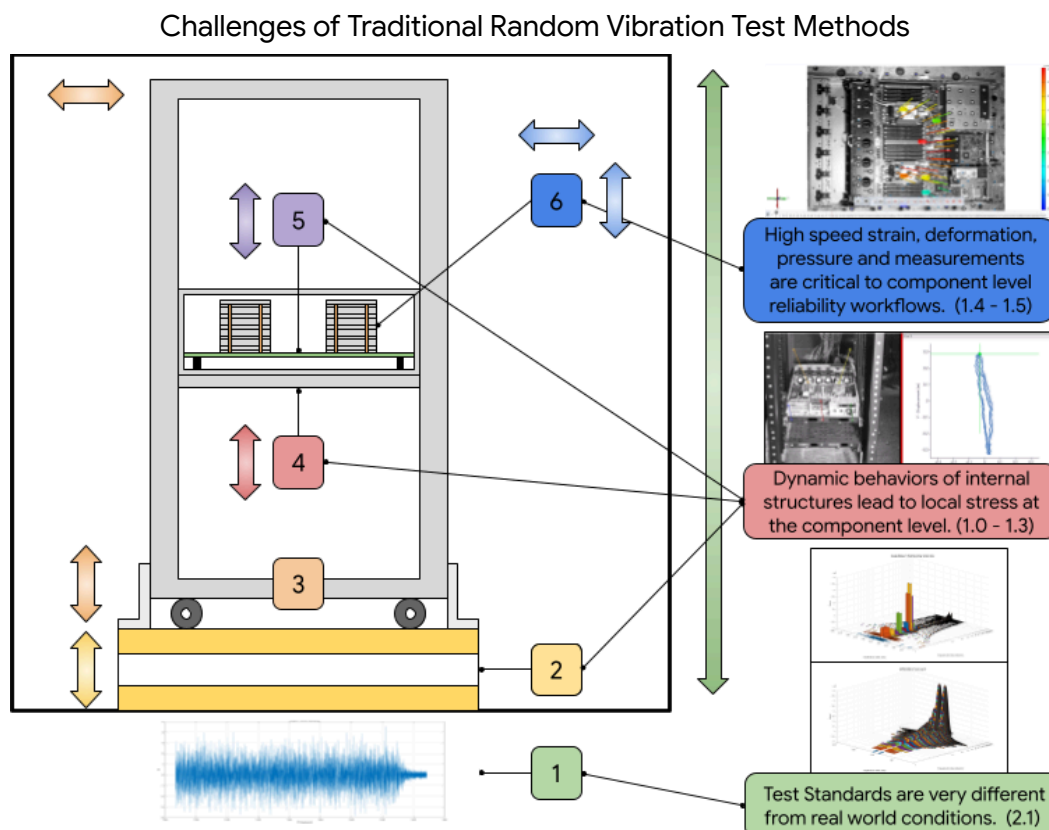 Challenges of Traditional Random Vibration Test Methods
5
6
4
3
2
1
High speed strain, deformation,
pressure and measurements
are critical to component level
reliability workflows. (1.4 - 1.5)
Dynamic behaviors of internal
structures lead to local stress at
the component level. (1.0 - 1.3)
Test Standards are very different
from real world conditions. (2.1)